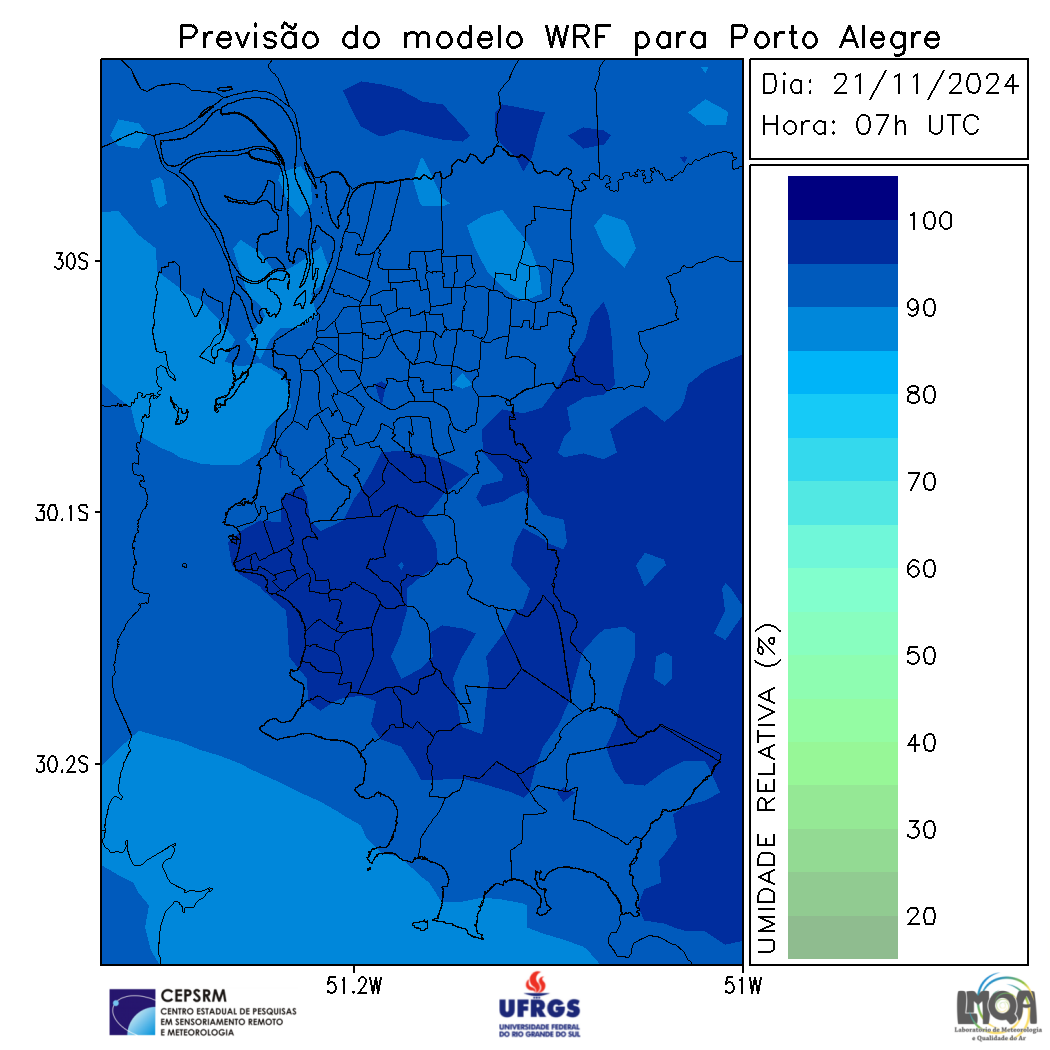 Previsão do modelo WRF para Porto Alegre
Dia: 21/11/2024
Hora: 07h UTC
30S
30.1S
30.2S
51.2W
51W
100
90
80
70
60
50
40
30
20
UMIDADE RELATIVA (%)
CEPSRM
CENTRO ESTADUAL DE PESQUISAS
EM SENSORIAMENTO REMOTO
E METEOROLOGIA
UFRGS
UNIVERSIDADE FEDERAL
DO RIO GRANDE DO SUL
LMQA
Laboratório de Meteorologia
e Qualidade do Ar